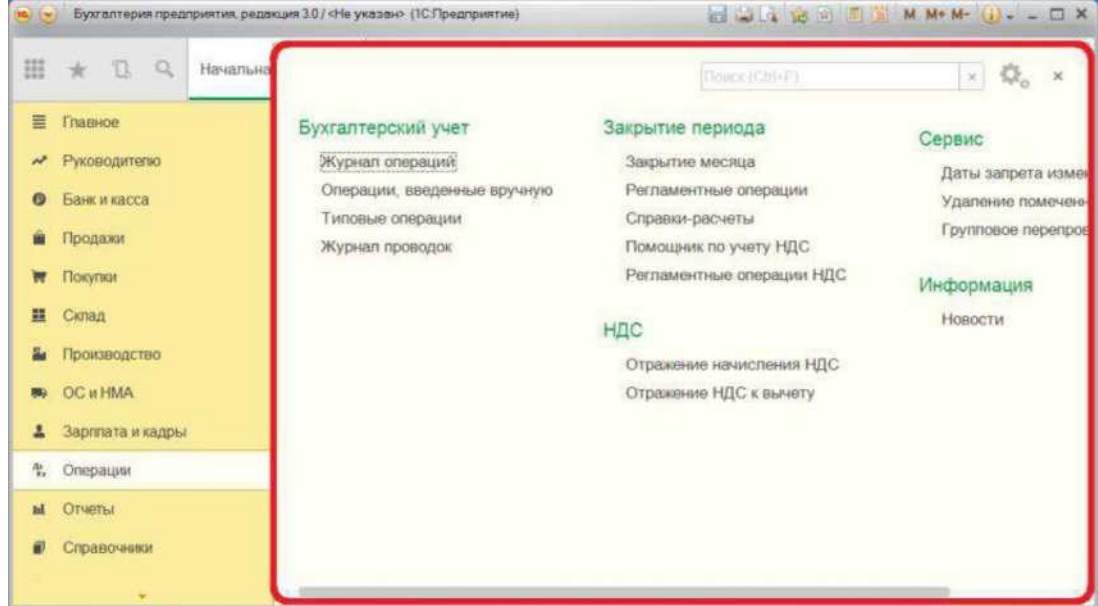 Бухгалтерия предприятия, редакция 3.0 / <Не указан> (1С:Предприятие)
M M+ M-
Начальна
Поиск (Ctrl+F)
Главное
Руководителю
Банк и касса
Продажи
Покупки
Склад
Производство
ОС и НМА
Зарплата и кадры
Операции
Отчеты
Справочники
Бухгалтерский учет
Журнал операций
Операции, введенные вручную
Типовые операции
Журнал проводок
Закрытие периода
Закрытие месяца
Регламентные операции
Справки-расчеты
Помощник по учету НДС
Регламентные операции НДС
НДС
Отражение начисления НДС
Отражение НДС к вычету
Сервис
Даты запрета измен
Удаление помеченн
Групповое перепров
Информация
Новости